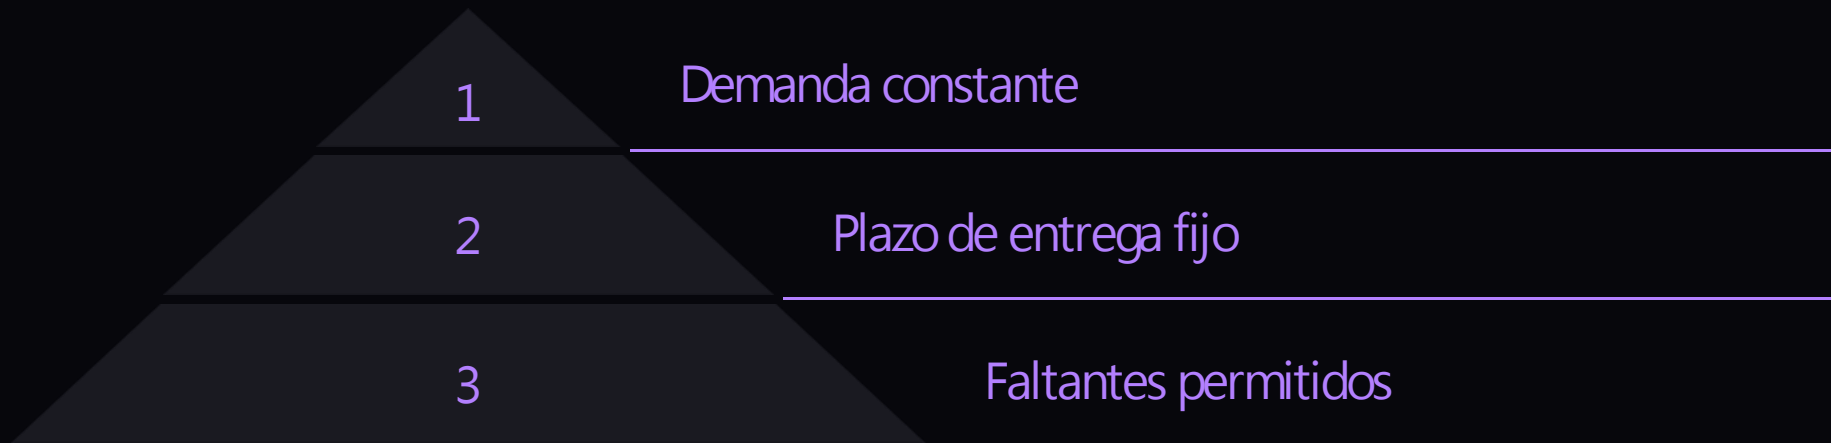 1
Demanda constante
2
Plazo de entrega fijo
3
Faltantes permitidos